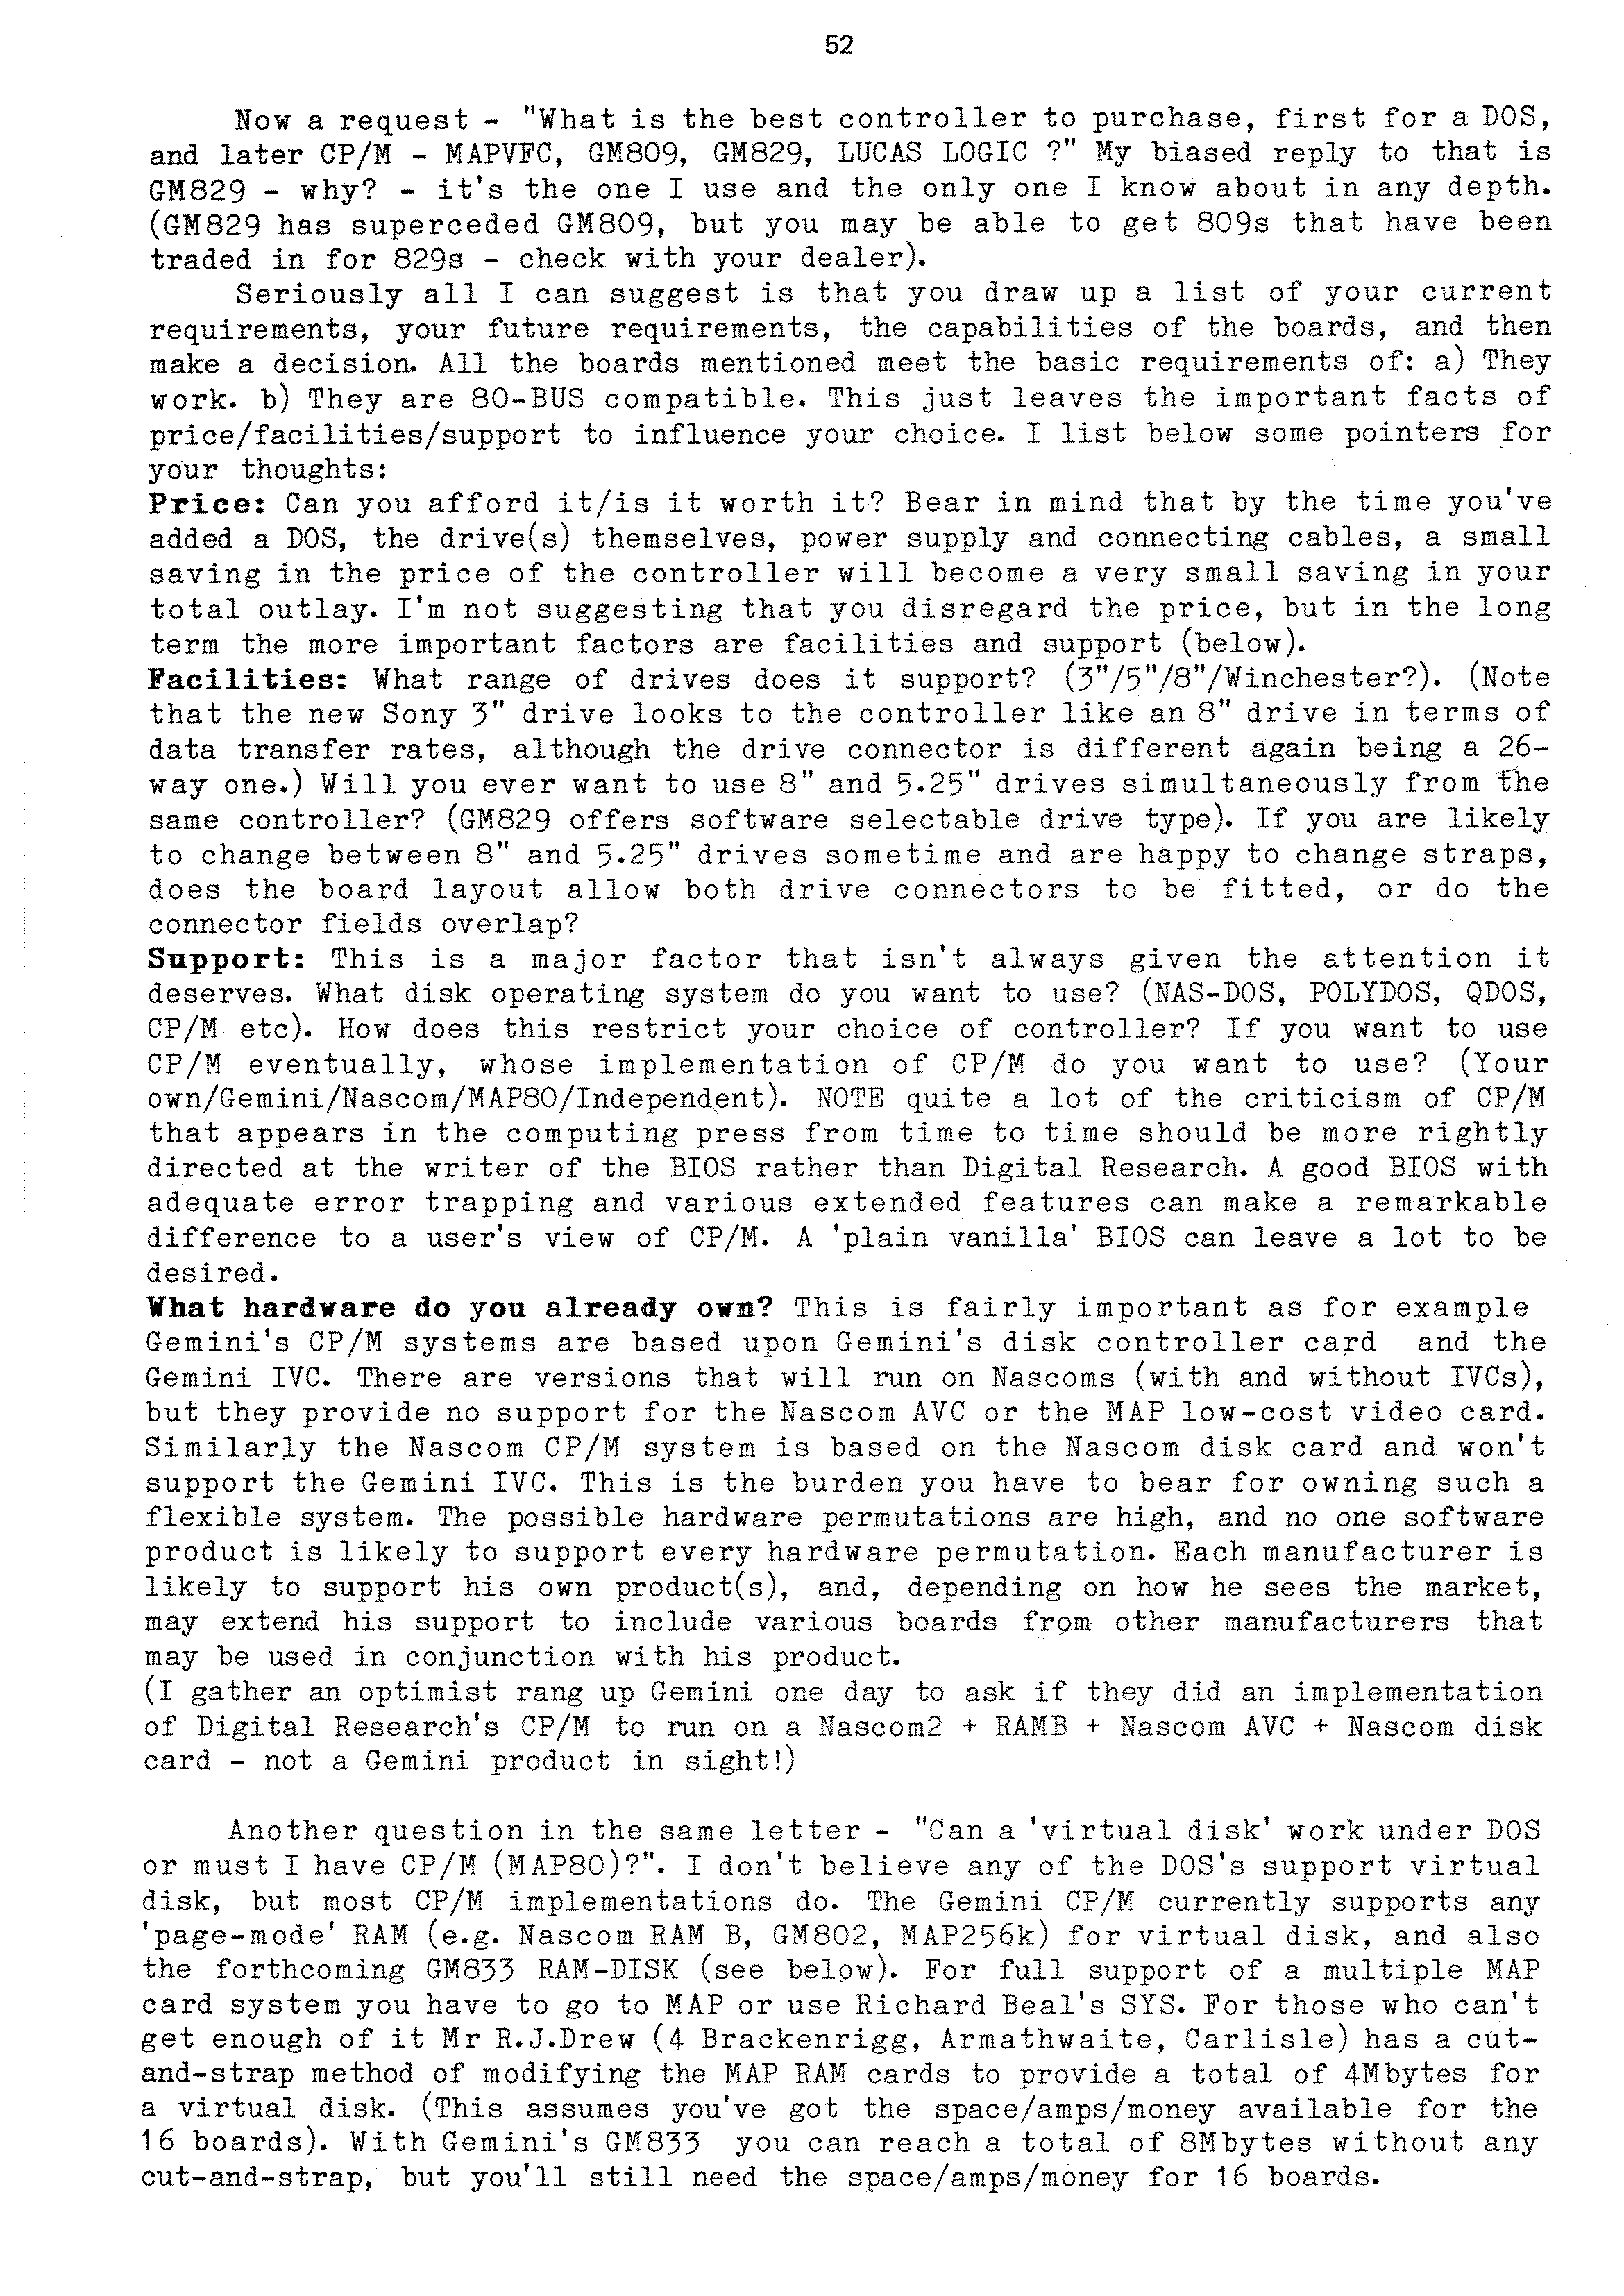 52
Now a request - "What is the best controller to purchase, first for a DOS,
and later CP/M - MAPVFC, GM809, GM829, LUCAS LOGIC ?" My biased reply to that is
GM829 - why? - it's the one I use and the only one I know about in any depth.
(GM829 has superceded GM809, but you may be able to get 809s that have been
traded in for 829s - check with your dealer).
Seriously all I can suggest is that you draw up a list of your current
requirements, your future requirements, the capabilities of the boards, and then
make a decision. All the boards mentioned meet the basic requirements of: a) They
work. b) They are 80-BUS compatible. This just leaves the important facts of
price/facilities/support to influence your choice. I list below some pointers for
your thoughts:
Price: Can you afford it/is it worth it? Bear in mind that by the time you've
added a DOS, the drive(s) themselves, power supply and connecting cables, a small
saving in the price of the controller will become a very small saving in your
total outlay. I'm not suggesting that you disregard the price, but in the long
term the more important factors are facilities and support (below).
Facilities: What range of drives does it support? (3"/5"/8"/Winchester?). (Note
that the new Sony 3" drive looks to the controller like an 8" drive in terms of
data transfer rates, although the drive connector is different again being a 26-
way one.) Will you ever want to use 8" and 5.25" drives simultaneously from the
same controller? (GM829 offers software selectable drive type). If you are likely
to change between 8" and 5.25" drives sometime and are happy to change straps,
does the board layout allow both drive connectors to be fitted, or do the
connector fields overlap?
Support: This is a major factor that isn't always given the attention it
deserves. What disk operating system do you want to use? (NAS-DOS, POLYDOS, QDOS,
CP/M etc). How does this restrict your choice of controller? If you want to use
CP/M eventually, whose implementation of CP/M do you want to use? (Your
own/Gemini/Nascom/MAP80/Independent). NOTE quite a lot of the criticism of CP/M
that appears in the computing press from time to time should be more rightly
directed at the writer of the BIOS rather than Digital Research. A good BIOS with
adequate error trapping and various extended features can make a remarkable
difference to a user's view of CP/M. A 'plain vanilla' BIOS can leave a lot to be
desired.
What hardware do you already own? This is fairly important as for example
Gemini's CP/M systems are based upon Gemini's disk controller card and the
Gemini IVC. There are versions that will run on Nascoms (with and without IVCs),
but they provide no support for the Nascom AVC or the MAP low-cost video card.
Similarly the Nascom CP/M system is based on the Nascom disk card and won't
support the Gemini IVC. This is the burden you have to bear for owning such a
flexible system. The possible hardware permutations are high, and no one software
product is likely to support every hardware permutation. Each manufacturer is
likely to support his own product(s), and, depending on how he sees the market,
may extend his support to include various boards from other manufacturers that
may be used in conjunction with his product.
(I gather an optimist rang up Gemini one day to ask if they did an implementation
of Digital Research's CP/M to run on a Nascom2 + RAMB + Nascom AVC + Nascom disk
card - not a Gemini product in sight!)
Another question in the same letter - "Can a 'virtual disk' work under DOS
or must I have CP/M (MAP80)?". I don't believe any of the DOS's support virtual
disk, but most CP/M implementations do. The Gemini CP/M currently supports any
'page-mode' RAM (e.g. Nascom RAM B, GM802, MAP256k) for virtual disk, and also
the forthcoming GM833 RAM-DISK (see below). For full support of a multiple MAP
card system you have to go to MAP or use Richard Beal's SYS. For those who can't
get enough of it Mr R.J.Drew (4 Brackenrigg, Armathwaite, Carlisle) has a cut-
and-strap method of modifying the MAP RAM cards to provide a total of 4Mbytes for
a virtual disk. (This assumes you've got the space/amps/money available for the
16 boards). With Gemini's GM833 you can reach a total of 8Mbytes without any
cut-and-strap, but you'll still need the space/amps/money for 16 boards.